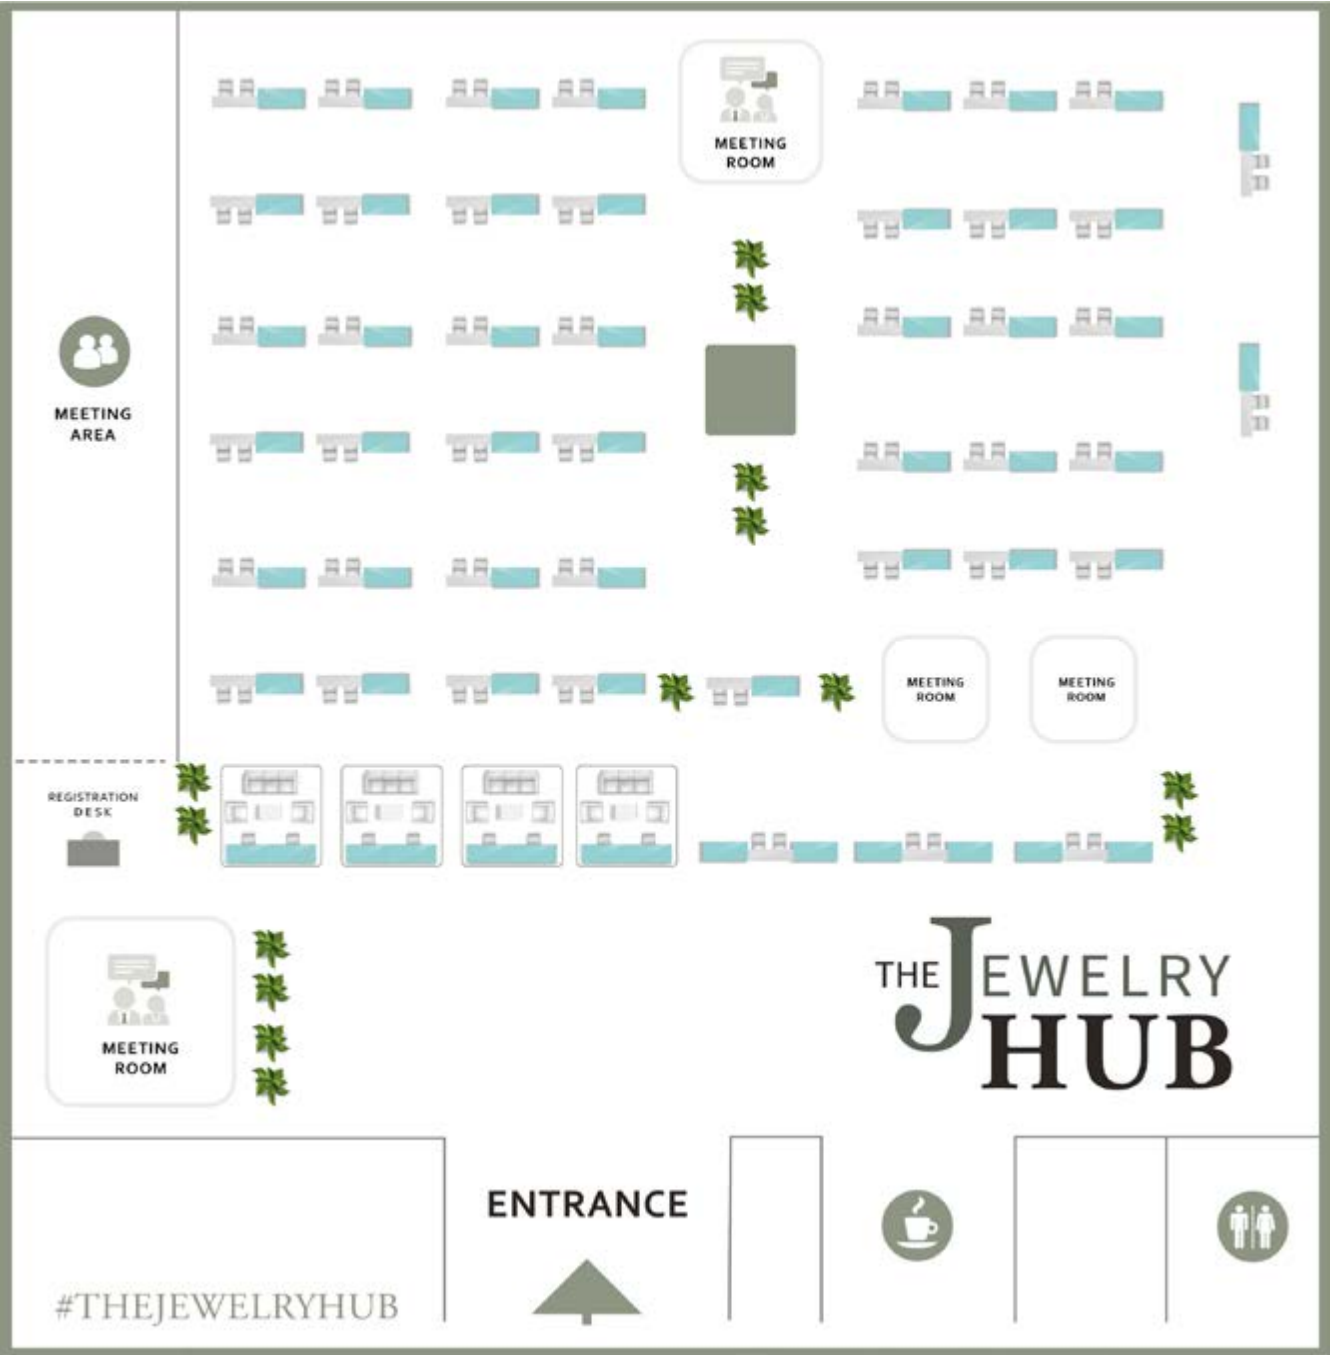 MEETING
ROOM
MEETING
AREA
MEETING
ROOM
MEETING
ROOM
REGISTRATION
DESK
THE JEWELRY
HUB
MEETING
ROOM
ENTRANCE
#THEJEWELRYHUB